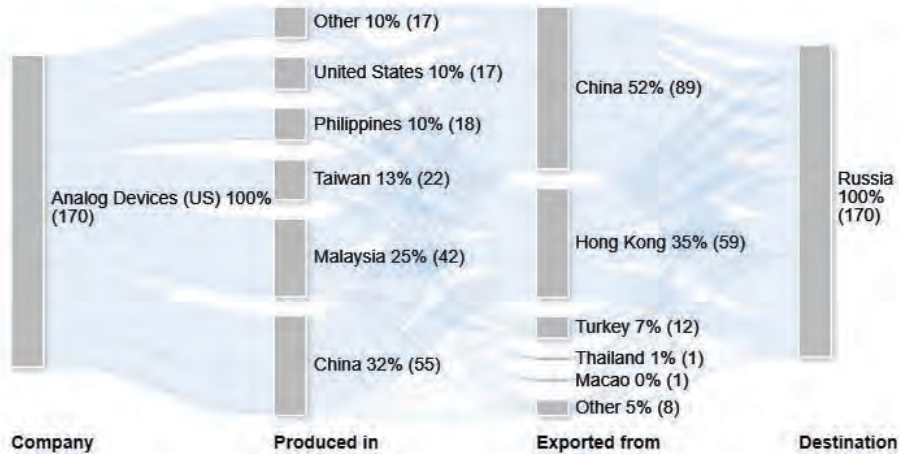 Other 10% (17)
United States 10% (17)
Philippines 10% (18)
Taiwan 13% (22)
Analog Devices (US) 100%
(170)
Malaysia 25% (42)
China 32% (55)
China 52% (89)
Hong Kong 35% (59)
Turkey 7% (12)
Thailand 1% (1)
Macao 0% (1)
Other 5% (8)
Russia
100%
(170)
Company
Produced in
Exported from
Destination